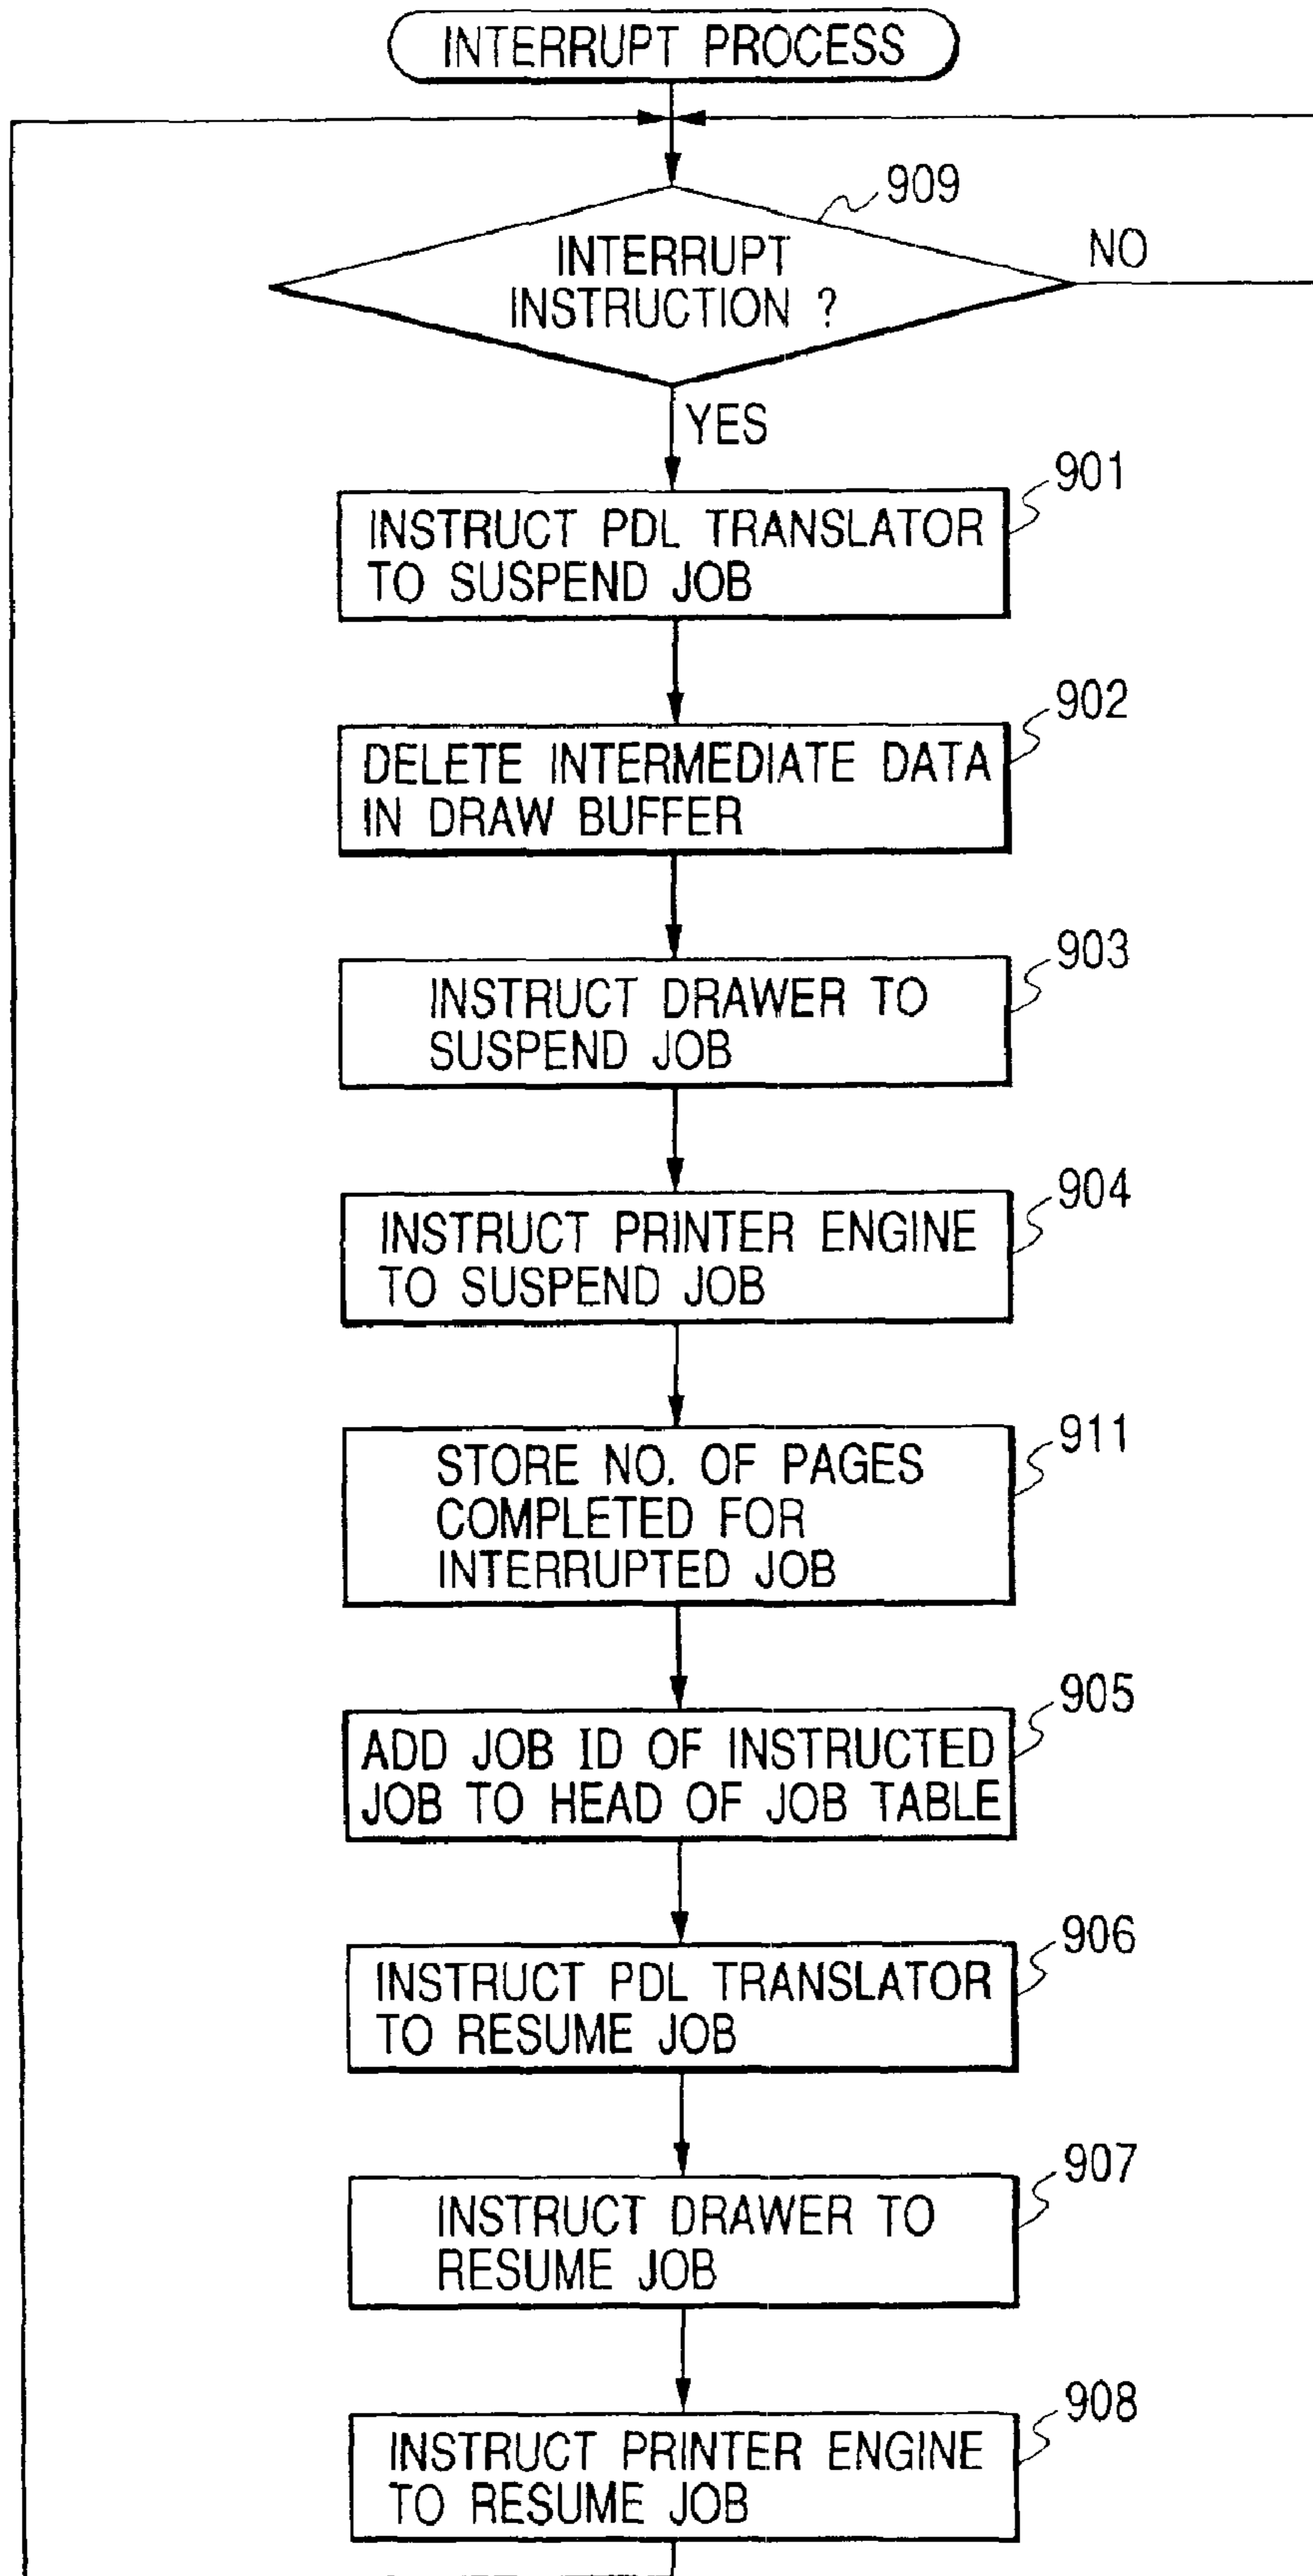 INTERRUPT PROCESS
909
INTERRUPT
INSTRUCTION ?
NO
YES
901
INSTRUCT PDL TRANSLATOR
TO SUSPEND JOB
902
DELETE INTERMEDIATE DATA
IN DRAW BUFFER
903
INSTRUCT DRAWER TO
SUSPEND JOB
904
INSTRUCT PRINTER ENGINE
TO SUSPEND JOB
911
STORE NO. OF PAGES
COMPLETED FOR
INTERRUPTED JOB
905
ADD JOB ID OF INSTRUCTED
JOB TO HEAD OF JOB TABLE
906
INSTRUCT PDL TRANSLATOR
TO RESUME JOB
907
INSTRUCT DRAWER TO
RESUME JOB
908
INSTRUCT PRINTER ENGINE
TO RESUME JOB